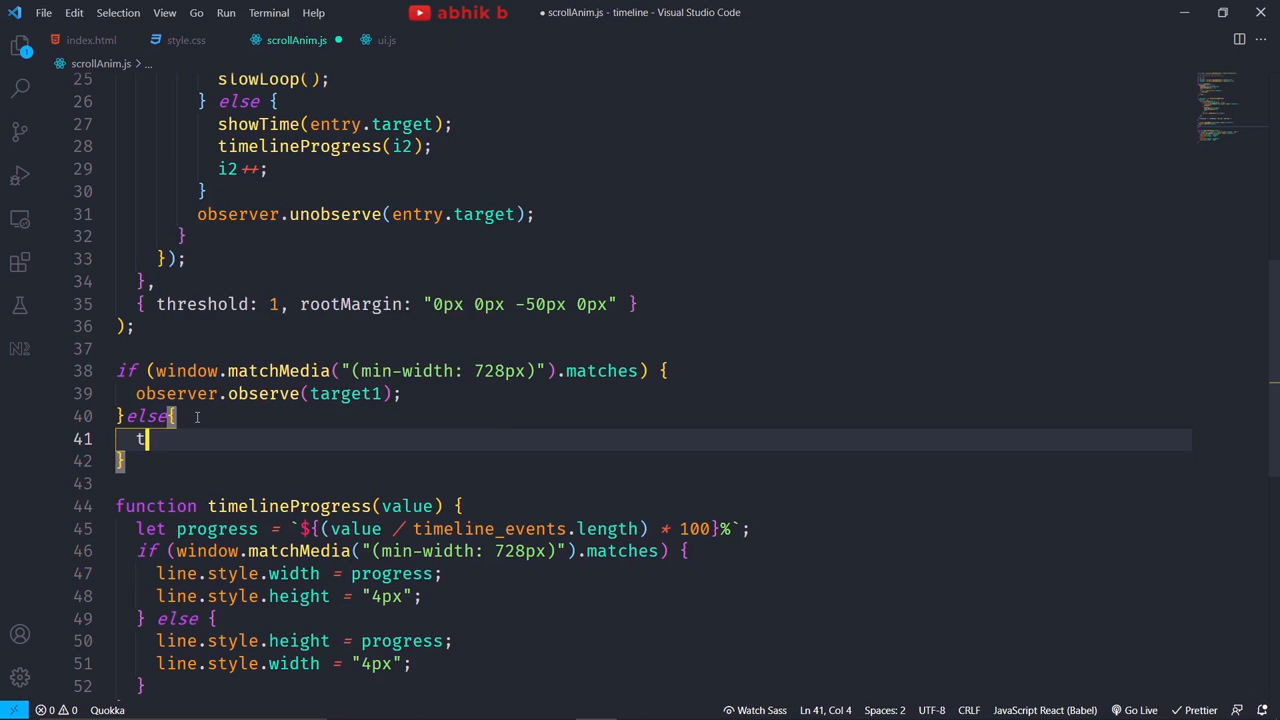 File Edit Selection View Go Run Terminal Help
abhik b
● scrollAnim.js - timeline - Visual Studio Code
index.html style.css scrollAnim.js ui.js
scrollAnim.js > ...
1
25 slowLoop();
26 } else {
27 showTime(entry.target);
28 timelineProgress(i2);
29 i2++;
30 }
31 observer.unobserve(entry.target);
32 }
33 });
34 },
35 { threshold: 1, rootMargin: "0px 0px -50px 0px" }
36 );
37
38 if (window.matchMedia("(min-width: 728px)").matches) {
39 observer.observe(target1);
40 }else{
41 t
42 }
43
44 function timelineProgress(value) {
45 let progress = `${(value / timeline_events.length) * 100}%`;
46 if (window.matchMedia("(min-width: 728px)").matches) {
47 line.style.width = progress;
48 line.style.height = "4px";
49 } else {
50 line.style.height = progress;
51 line.style.width = "4px";
52 }
0 0 Quokka Watch Sass Ln 41, Col 4 Spaces: 2 UTF-8 CRLF JavaScript React (Babel) Go Live Prettier